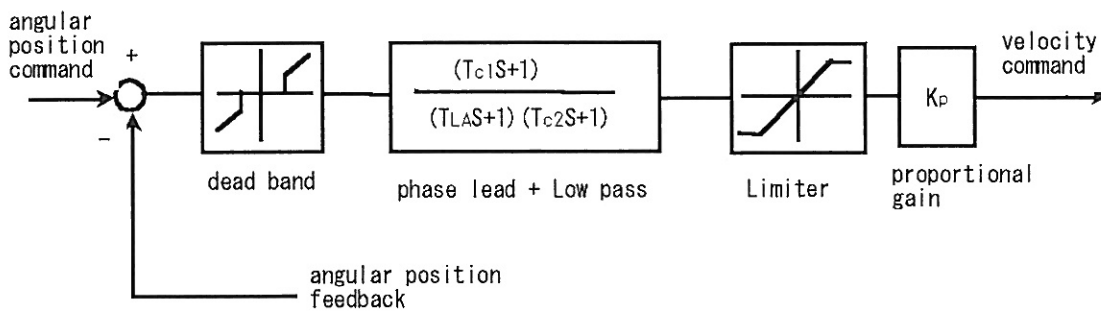 angular
position
command
+
−
dead band
(Tc1S+1)
(TLAS+1)(Tc2S+1)
phase lead + Low pass
Limiter
Kp
proportional
gain
velocity
command
angular position
feedback